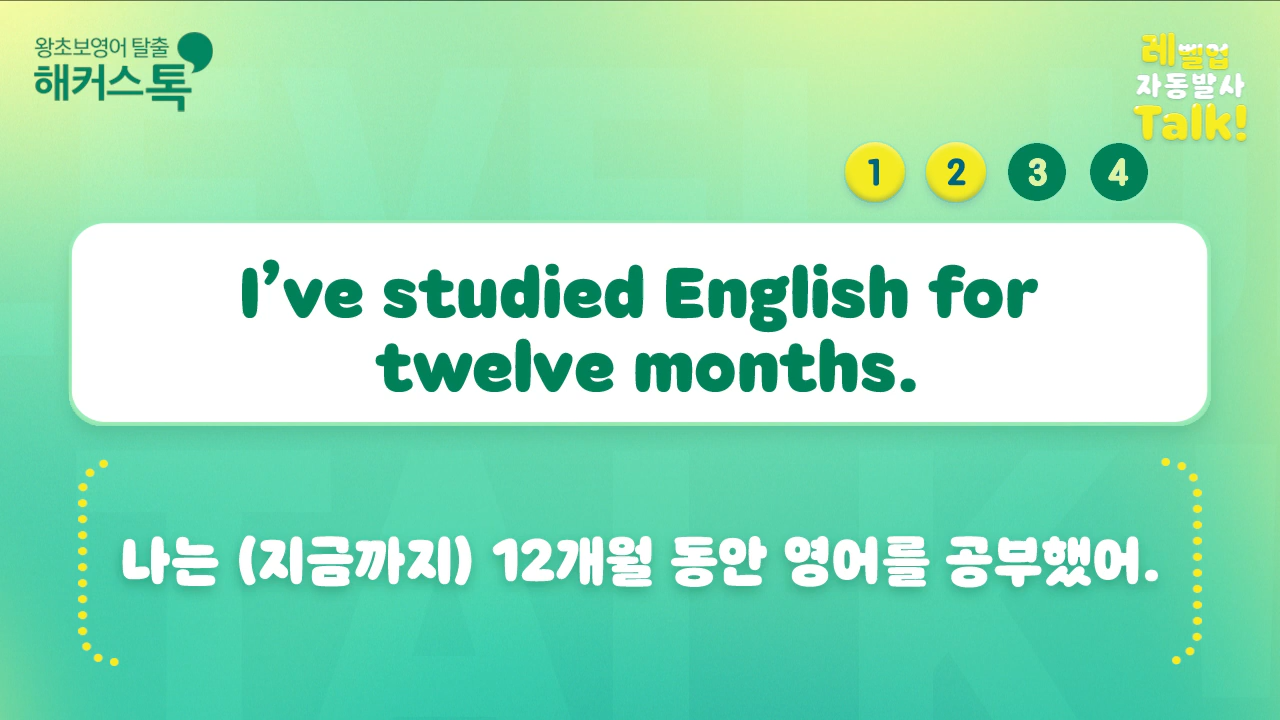 왕초보영어 탈출
해커스톡
레벨업
자동발사
Talk!
1 2 3 4
I’ve studied English for
twelve months.
나는 (지금까지) 12개월 동안 영어를 공부했어.